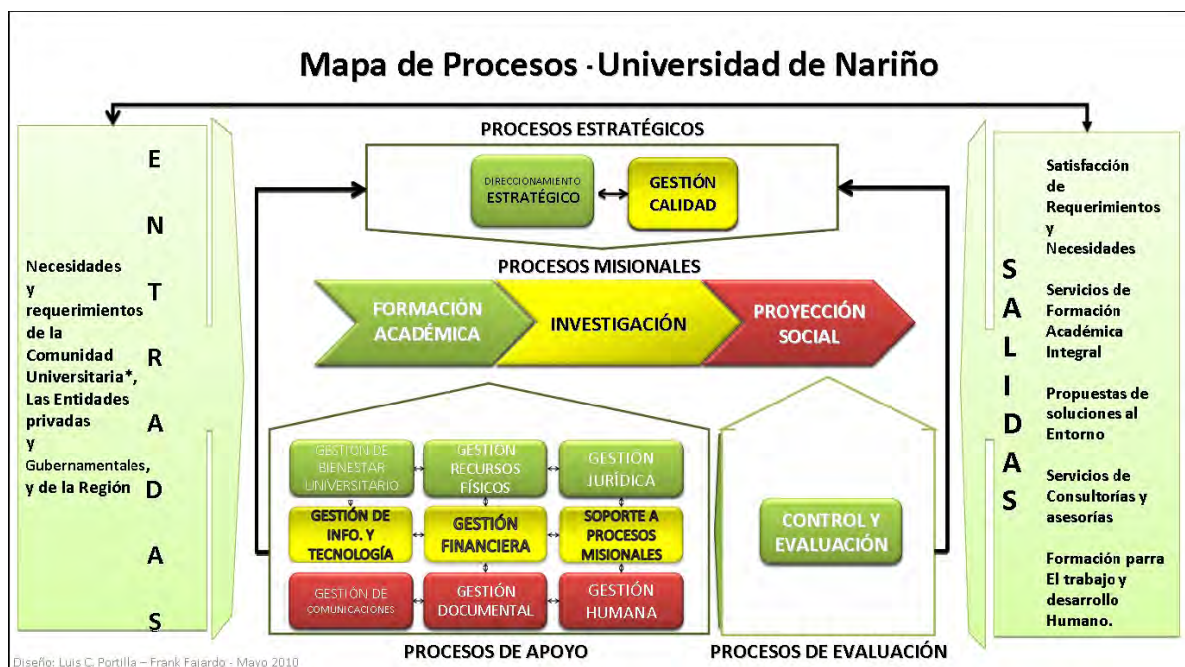 Mapa de Procesos - Universidad de Nariño
E
N
T
R
A
D
A
S
Necesidades
y
requerimientos
de la
Comunidad
Universitaria*,
Las Entidades
privadas
y
Gubernamentales,
y de la Región
PROCESOS ESTRATÉGICOS
DIRECCIONAMIENTO
ESTRATÉGICO
GESTIÓN
CALIDAD
PROCESOS MISIONALES
FORMACIÓN
ACADÉMICA
INVESTIGACIÓN
PROYECCIÓN
SOCIAL
GESTIÓN DE
BIENESTAR
UNIVERSITARIO
GESTIÓN
RECURSOS
FÍSICOS
GESTIÓN
JURÍDICA
GESTIÓN DE
INFO. Y
TECNOLOGÍA
GESTIÓN
FINANCIERA
SOPORTE A
PROCESOS
MISIONALES
GESTIÓN DE
COMUNICACIONES
GESTIÓN
DOCUMENTAL
GESTIÓN
HUMANA
PROCESOS DE APOYO
CONTROL Y
EVALUACIÓN
PROCESOS DE EVALUACIÓN
S
A
L
I
D
A
S
Satisfacción
de
Requerimientos
y
Necesidades
Servicios de
Formación
Académica
Integral
Propuestas de
soluciones al
Entorno
Servicios de
Consultorías y
asesorías
Formación parra
El trabajo y
desarrollo
Humano.
Diseño: Luis C. Portilla – Frank Fajardo - Mayo 2010